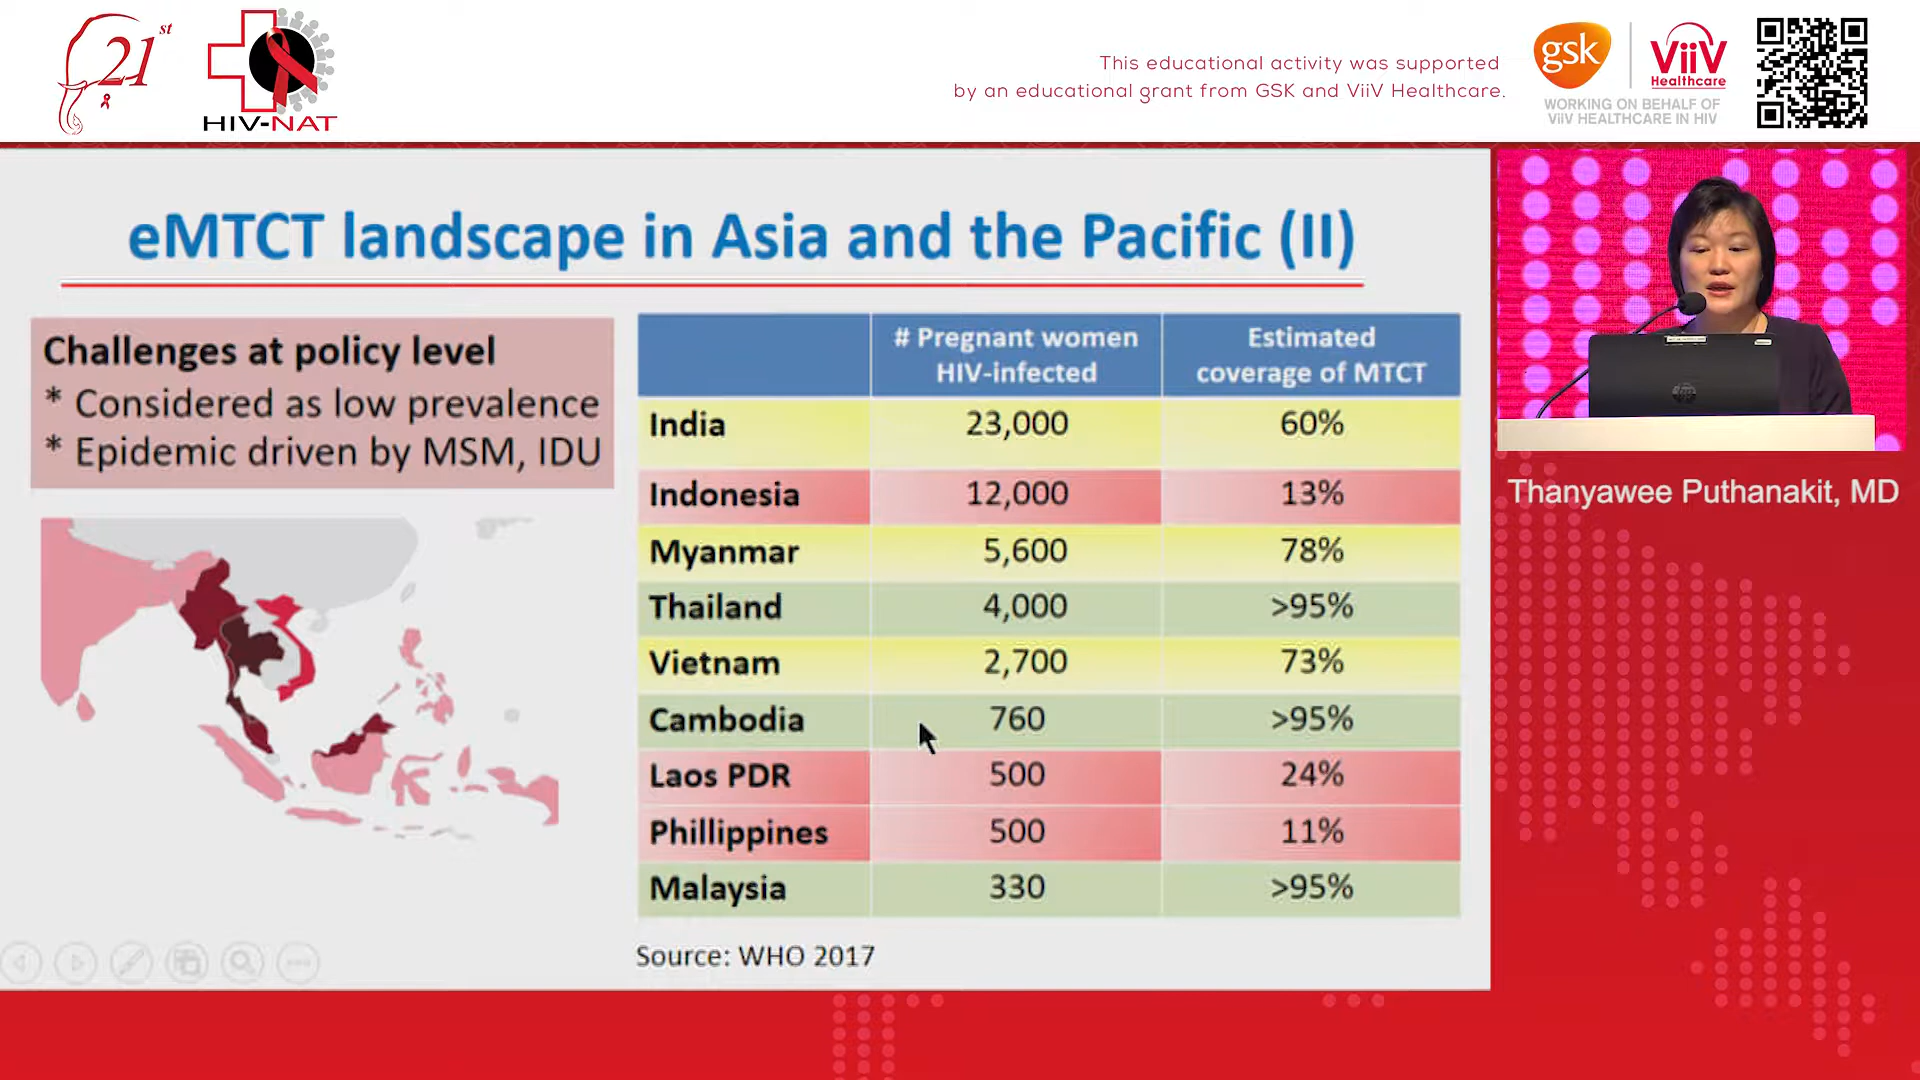 21st
HIV-NAT
This educational activity was supported
by an educational grant from GSK and ViiV Healthcare.
gsk
ViiV
Healthcare
WORKING ON BEHALF OF
ViiV HEALTHCARE IN HIV
eMTCT landscape in Asia and the Pacific (II)
Challenges at policy level
* Considered as low prevalence
* Epidemic driven by MSM, IDU
# Pregnant women HIV-infected Estimated coverage of MTCT
India 23,000 60%
Indonesia 12,000 13%
Myanmar 5,600 78%
Thailand 4,000 >95%
Vietnam 2,700 73%
Cambodia 760 >95%
Laos PDR 500 24%
Phillippines 500 11%
Malaysia 330 >95%
Source: WHO 2017
hp
Thanyawee Puthanakit, MD